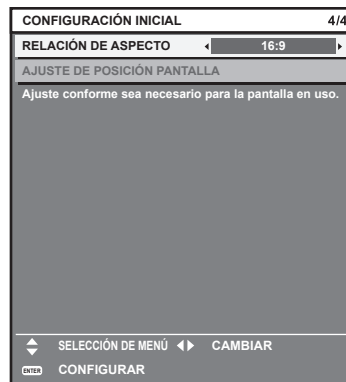 CONFIGURACIÓN INICIAL 4/4
RELACIÓN DE ASPECTO 16:9
AJUSTE DE POSICIÓN PANTALLA
Ajuste conforme sea necesario para la pantalla en uso.
SELECCIÓN DE MENÚ CAMBIAR
ENTER CONFIGURAR